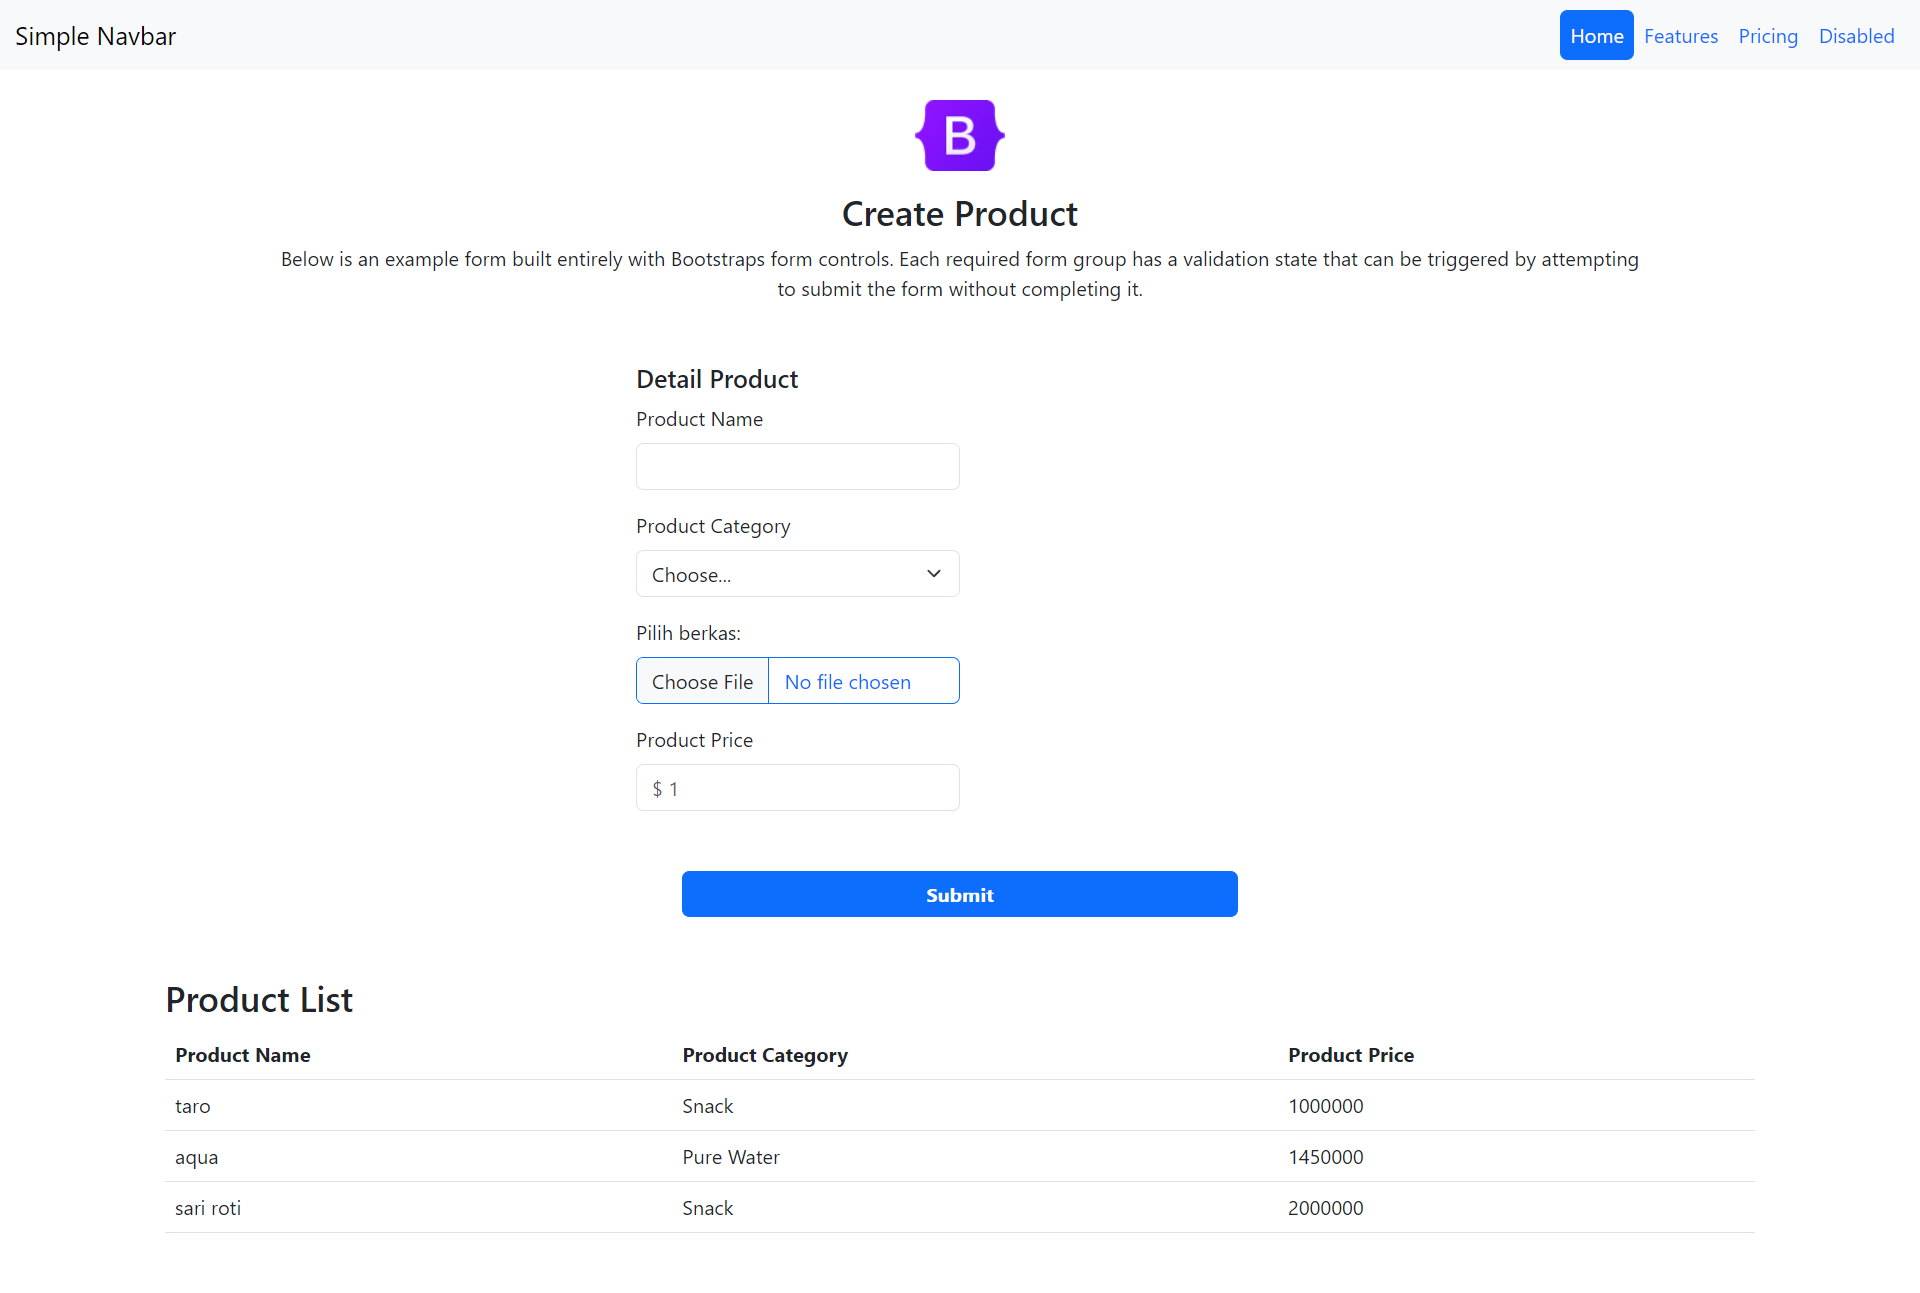 Simple Navbar Home Features Pricing Disabled
B
Create Product
Below is an example form built entirely with Bootstraps form controls. Each required form group has a validation state that can be triggered by attempting
to submit the form without completing it.
Detail Product
Product Name
Product Category
Choose...
Pilih berkas:
Choose File No file chosen
Product Price
$ 1
Submit
Product List
Product Name Product Category Product Price
taro Snack 1000000
aqua Pure Water 1450000
sari roti Snack 2000000